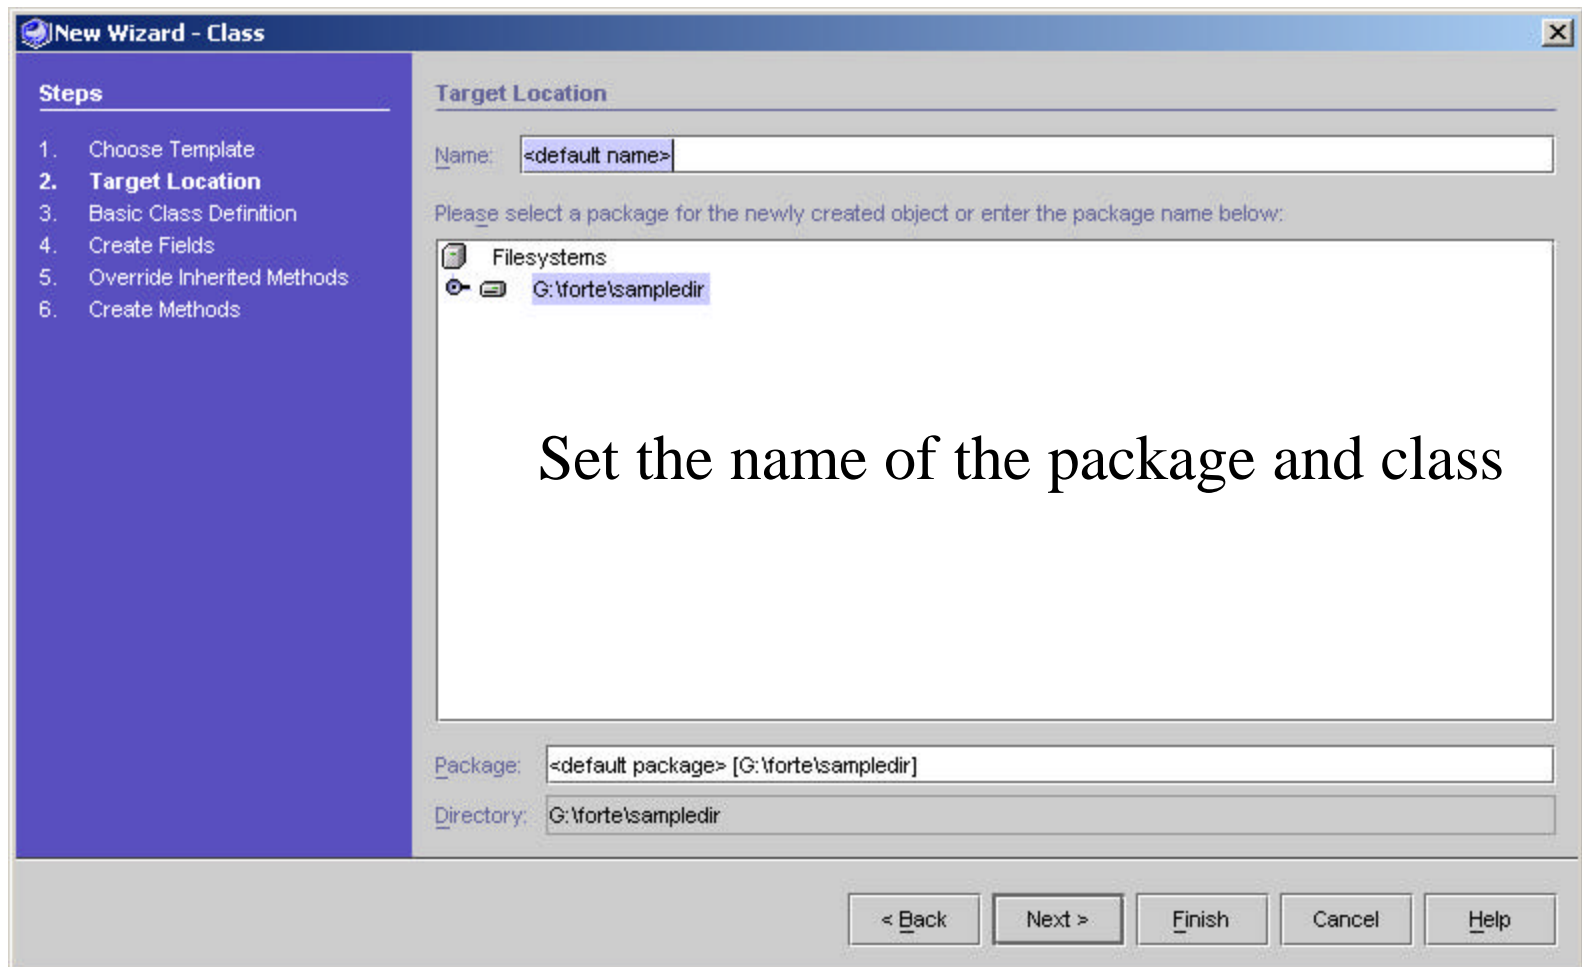 New Wizard - Class
Steps
1. Choose Template
2. Target Location
3. Basic Class Definition
4. Create Fields
5. Override Inherited Methods
6. Create Methods
Target Location
Name: <default name>
Please select a package for the newly created object or enter the package name below:
Filesystems
G:\forte\sampledir
Set the name of the package and class
Package: <default package> [G:\forte\sampledir]
Directory: G:\forte\sampledir
< Back Next > Finish Cancel Help